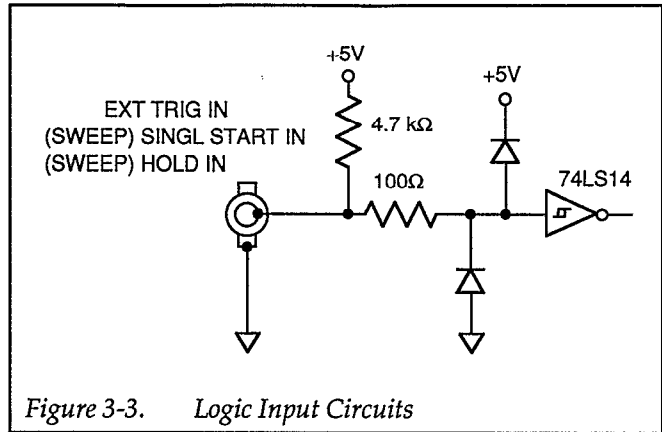 +5V
+5V
EXT TRIG IN
(SWEEP) SINGL START IN
(SWEEP) HOLD IN
4.7 kΩ
100Ω
74LS14
Figure 3-3. Logic Input Circuits